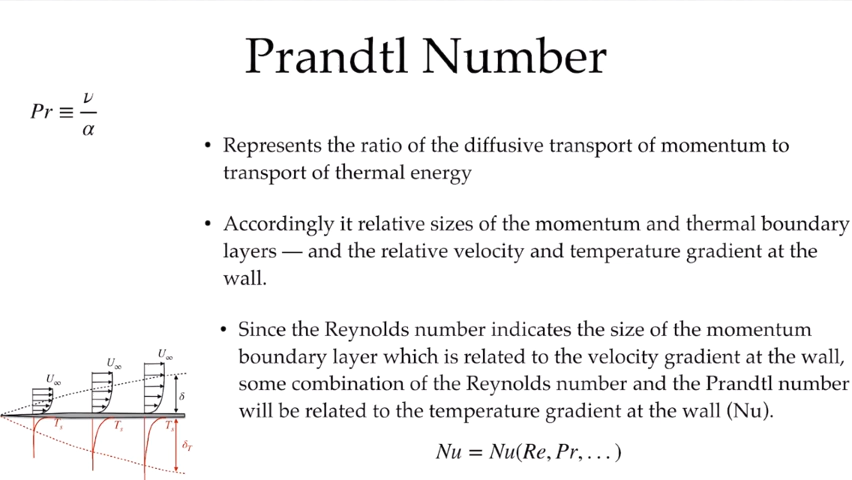 Prandtl Number
Pr ≡ ν/α
• Represents the ratio of the diffusive transport of momentum to
transport of thermal energy
• Accordingly it relative sizes of the momentum and thermal boundary
layers — and the relative velocity and temperature gradient at the
wall.
• Since the Reynolds number indicates the size of the momentum
boundary layer which is related to the velocity gradient at the wall,
some combination of the Reynolds number and the Prandtl number
will be related to the temperature gradient at the wall (Nu).
Nu = Nu(Re, Pr, . . . )
U∞ U∞ U∞
δ
Ts Ts Ts
δT